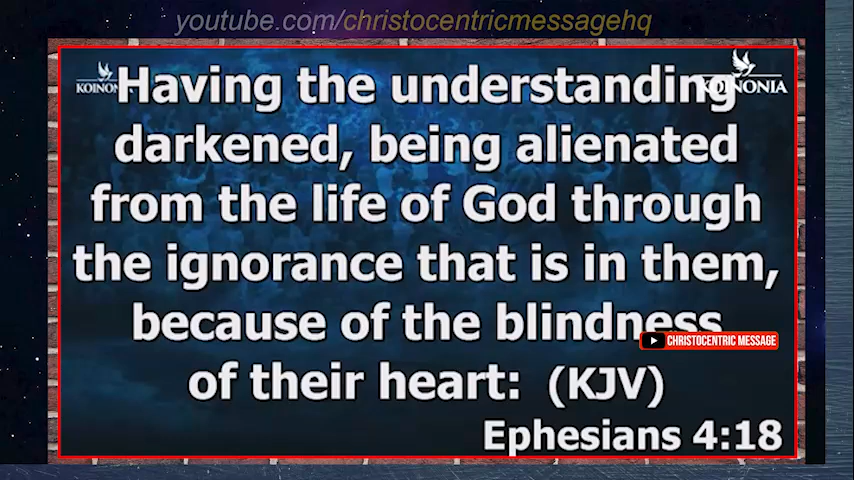 youtube.com/christocentricmessagehq
KOINONIA
Having the understanding
darkened, being alienated
from the life of God through
the ignorance that is in them,
because of the blindness
CHRISTOCENTRIC MESSAGE
of their heart: (KJV)
Ephesians 4:18